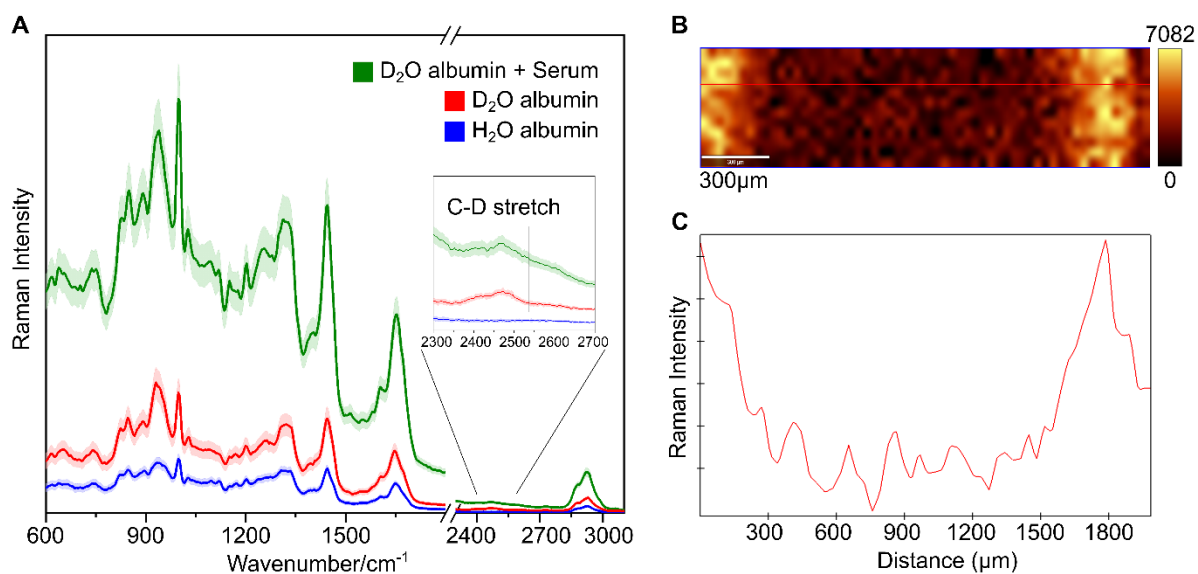 A
D₂O albumin + Serum
D₂O albumin
H₂O albumin
C-D stretch
2300 2400 2500 2600 2700
Raman Intensity
600 900 1200 1500 2400 2700 3000
Wavenumber/cm⁻¹
B
7082
300 µm
300µm
0
C
Raman Intensity
300 600 900 1200 1500 1800
Distance (µm)